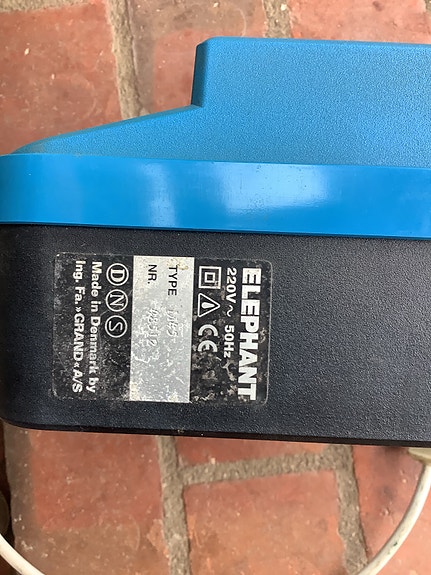 ELEPHANT
220V~ 50Hz
CE
TYPE
NR.
D N S
Made in Denmark by
Ing. Fa. »GRAND« A/S